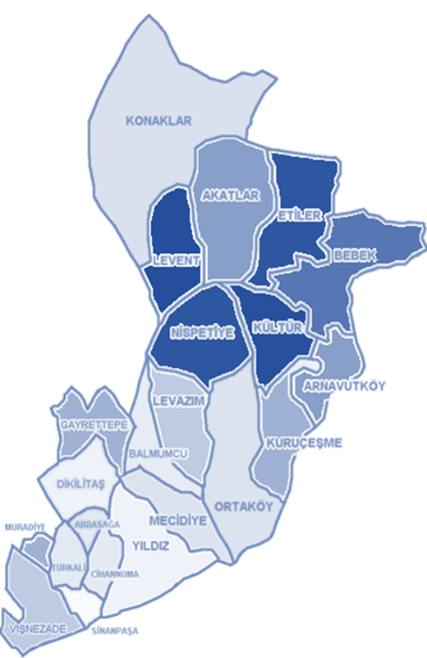 KONAKLAR
AKATLAR
ETİLER
LEVENT
BEBEK
NİSPETİYE
KÜLTÜR
ARNAVUTKÖY
LEVAZIM
GAYRETTEPE
KURUÇEŞME
BALMUMCU
DİKİLİTAŞ
ORTAKÖY
MECİDİYE
MURADİYE
ABBASAĞA
YILDIZ
TÜRKALİ
CİHANNUMA
VİŞNEZADE
SİNANPAŞA